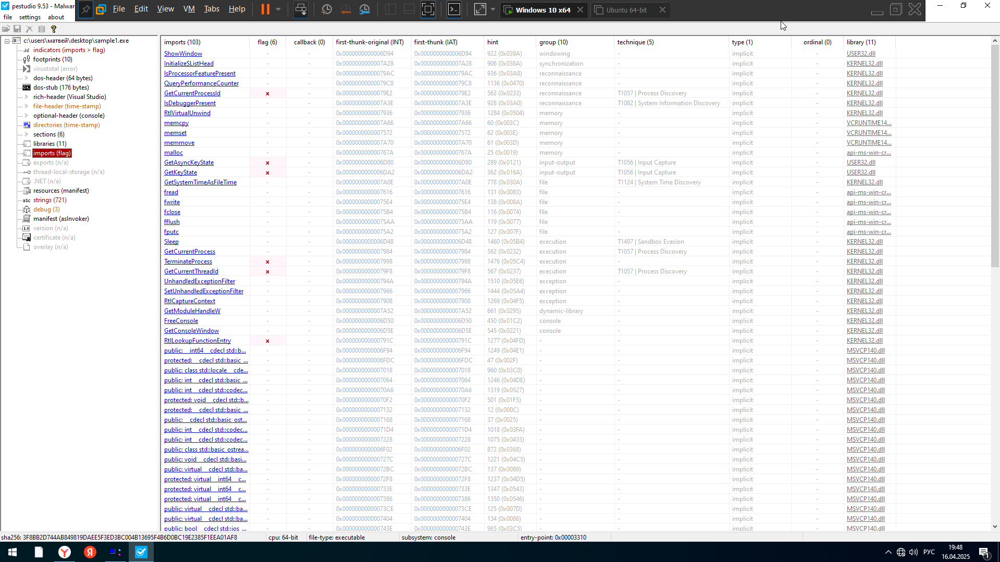 pestudio 9.53 - Malwar
File Edit View VM Tabs Help
Windows 10 x64
Ubuntu 64-bit
file settings about
c:\users\матвей\desktop\sample1.exe
indicators (imports > flag)
footprints (10)
virustotal (error)
dos-header (64 bytes)
dos-stub (176 bytes)
rich-header (Visual Studio)
file-header (time-stamp)
optional-header (console)
directories (time-stamp)
sections (6)
libraries (11)
imports (flag)
exports (n/a)
thread-local-storage (n/a)
.NET (n/a)
resources (manifest)
abc strings (721)
debug (3)
manifest (asInvoker)
1.0 version (n/a)
certificate (n/a)
overlay (n/a)
imports (103) flag (6) callback (0) first-thunk-original (INT) first-thunk (IAT) hint group (10) technique (5) type (1) ordinal (0) library (11)
ShowWindow - - 0x0000000000006D94 0x0000000000006D94 922 (0x039A) windowing - implicit - USER32.dll
InitializeSListHead - - 0x0000000000007A28 0x0000000000007A28 906 (0x038A) synchronization - implicit - KERNEL32.dll
IsProcessorFeaturePresent - - 0x00000000000079AC 0x00000000000079AC 936 (0x03A8) reconnaissance - implicit - KERNEL32.dll
QueryPerformanceCounter - - 0x00000000000079C8 0x00000000000079C8 1136 (0x0470) reconnaissance - implicit - KERNEL32.dll
GetCurrentProcessId x - 0x00000000000079E2 0x00000000000079E2 563 (0x0233) reconnaissance T1057 | Process Discovery implicit - KERNEL32.dll
IsDebuggerPresent - - 0x0000000000007A3E 0x0000000000007A3E 928 (0x03A0) reconnaissance T1082 | System Information Discovery implicit - KERNEL32.dll
RtlVirtualUnwind - - 0x0000000000007936 0x0000000000007936 1284 (0x0504) memory - implicit - KERNEL32.dll
memcpy - - 0x0000000000007A66 0x0000000000007A66 60 (0x003C) memory - implicit - VCRUNTIME14...
memset - - 0x0000000000007572 0x0000000000007572 62 (0x003E) memory - implicit - VCRUNTIME14...
memmove - - 0x0000000000007A70 0x0000000000007A70 61 (0x003D) memory - implicit - VCRUNTIME14...
malloc - - 0x000000000000767A 0x000000000000767A 25 (0x0019) memory - implicit - api-ms-win-cr...
GetAsyncKeyState x - 0x0000000000006D80 0x0000000000006D80 289 (0x0121) input-output T1056 | Input Capture implicit - USER32.dll
GetKeyState x - 0x0000000000006DA2 0x0000000000006DA2 362 (0x016A) input-output T1056 | Input Capture implicit - USER32.dll
GetSystemTimeAsFileTime - - 0x0000000000007A0E 0x0000000000007A0E 778 (0x030A) file T1124 | System Time Discovery implicit - KERNEL32.dll
fread - - 0x0000000000007616 0x0000000000007616 131 (0x0083) file - implicit - api-ms-win-cr...
fwrite - - 0x00000000000075E4 0x00000000000075E4 138 (0x008A) file - implicit - api-ms-win-cr...
fclose - - 0x00000000000075B4 0x00000000000075B4 116 (0x0074) file - implicit - api-ms-win-cr...
fflush - - 0x00000000000075AA 0x00000000000075AA 119 (0x0077) file - implicit - api-ms-win-cr...
fputc - - 0x00000000000075A2 0x00000000000075A2 127 (0x007F) file - implicit - api-ms-win-cr...
Sleep - - 0x0000000000006D48 0x0000000000006D48 1460 (0x05B4) execution T1497 | Sandbox Evasion implicit - KERNEL32.dll
GetCurrentProcess - - 0x0000000000007984 0x0000000000007984 562 (0x0232) execution T1057 | Process Discovery implicit - KERNEL32.dll
TerminateProcess x - 0x0000000000007998 0x0000000000007998 1476 (0x05C4) execution - implicit - KERNEL32.dll
GetCurrentThreadId x - 0x00000000000079F8 0x00000000000079F8 567 (0x0237) execution T1057 | Process Discovery implicit - KERNEL32.dll
UnhandledExceptionFilter - - 0x000000000000794A 0x000000000000794A 1510 (0x05E6) exception - implicit - KERNEL32.dll
SetUnhandledExceptionFilter - - 0x0000000000007966 0x0000000000007966 1444 (0x05A4) exception - implicit - KERNEL32.dll
RtlCaptureContext - - 0x0000000000007908 0x0000000000007908 1269 (0x04F5) exception - implicit - KERNEL32.dll
GetModuleHandleW - - 0x0000000000007A52 0x0000000000007A52 661 (0x0295) dynamic-library - implicit - KERNEL32.dll
FreeConsole - - 0x0000000000006D50 0x0000000000006D50 450 (0x01C2) console - implicit - KERNEL32.dll
GetConsoleWindow - - 0x0000000000006D5E 0x0000000000006D5E 545 (0x0221) console - implicit - KERNEL32.dll
RtlLookupFunctionEntry x - 0x000000000000791C 0x000000000000791C 1277 (0x04FD) - - implicit - KERNEL32.dll
public: __int64 __cdecl std::b... - - 0x0000000000006F94 0x0000000000006F94 1249 (0x04E1) - - implicit - MSVCP140.dll
protected: __cdecl std::basic_... - - 0x0000000000006FDC 0x0000000000006FDC 47 (0x002F) - - implicit - MSVCP140.dll
public: class std::locale __cde... - - 0x0000000000007018 0x0000000000007018 960 (0x03C0) - - implicit - MSVCP140.dll
public: int __cdecl std::basic_... - - 0x0000000000007064 0x0000000000007064 1246 (0x04DE) - - implicit - MSVCP140.dll
public: int __cdecl std::codec... - - 0x00000000000070A6 0x00000000000070A6 1319 (0x0527) - - implicit - MSVCP140.dll
protected: void __cdecl std::b... - - 0x00000000000070F2 0x00000000000070F2 501 (0x01F5) - - implicit - MSVCP140.dll
protected: __cdecl std::basic_... - - 0x0000000000007132 0x0000000000007132 12 (0x000C) - - implicit - MSVCP140.dll
public: __cdecl std::basic_ost... - - 0x0000000000007168 0x0000000000007168 37 (0x0025) - - implicit - MSVCP140.dll
public: int __cdecl std::codec... - - 0x00000000000071D4 0x00000000000071D4 1018 (0x03FA) - - implicit - MSVCP140.dll
public: int __cdecl std::codec... - - 0x0000000000007228 0x0000000000007228 1075 (0x0433) - - implicit - MSVCP140.dll
public: class std::basic_ostrea... - - 0x0000000000006F02 0x0000000000006F02 872 (0x0368) - - implicit - MSVCP140.dll
public: void __cdecl std::basi... - - 0x000000000000727C 0x000000000000727C 1221 (0x04C5) - - implicit - MSVCP140.dll
public: virtual __cdecl std::ba... - - 0x00000000000072BC 0x00000000000072BC 137 (0x0089) - - implicit - MSVCP140.dll
protected: virtual __int64 __c... - - 0x00000000000072F8 0x00000000000072F8 1237 (0x04D5) - - implicit - MSVCP140.dll
protected: virtual __int64 __c... - - 0x000000000000733E 0x000000000000733E 1347 (0x0543) - - implicit - MSVCP140.dll
protected: virtual __int64 __c... - - 0x0000000000007386 0x0000000000007386 1350 (0x0546) - - implicit - MSVCP140.dll
public: virtual __cdecl std::ba... - - 0x00000000000073CE 0x00000000000073CE 125 (0x007D) - - implicit - MSVCP140.dll
public: virtual __cdecl std::ba... - - 0x0000000000007404 0x0000000000007404 134 (0x0086) - - implicit - MSVCP140.dll
public: bool __cdecl std::ios_... - - 0x000000000000743E 0x000000000000743E 965 (0x03C5) - - implicit - MSVCP140.dll
sha256: 3F8BB2D744AB849819DAEE5F3ED3BC004B13695F4B6D0BC19E2385F1EEA01AF8 cpu: 64-bit file-type: executable subsystem: console entry-point: 0x00003310
РУС
19:48
16.04.2025
1